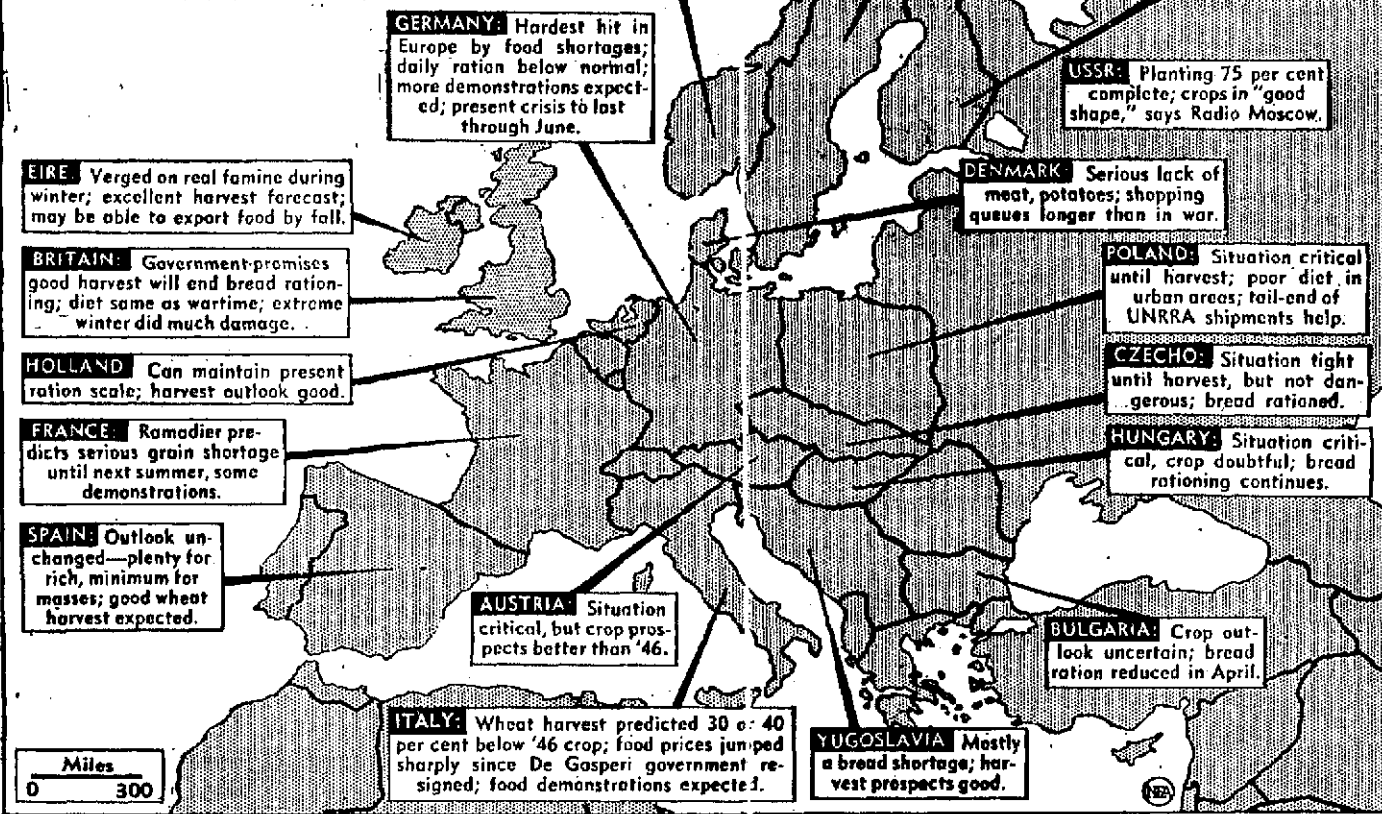 GERMANY: Hardest hit in
Europe by food shortages;
daily ration below normal;
more demonstrations expect-
ed; present crisis to last
through June.
USSR: Planting 75 per cent
complete; crops in "good
shape," says Radio Moscow.
EIRE: Verged on real famine during
winter; excellent harvest forecast;
may be able to export food by fall.
DENMARK: Serious lack of
meat, potatoes; shopping
queues longer than in war.
BRITAIN: Government promises
good harvest will end bread ration-
ing; diet same as wartime; extreme
winter did much damage.
POLAND: Situation critical
until harvest; poor diet in
urban areas; tail-end of
UNRRA shipments help.
HOLLAND Can maintain present
ration scale; harvest outlook good.
CZECHO: Situation tight
until harvest, but not dan-
gerous; bread rationed.
FRANCE: Ramadier pre-
dicts serious grain shortage
until next summer, some
demonstrations.
HUNGARY: Situation criti-
cal, crop doubtful; bread
rationing continues.
SPAIN: Outlook un-
changed—plenty for
rich, minimum for
masses; good wheat
harvest expected.
AUSTRIA: Situation
critical, but crop pros-
pects better than '46.
BULGARIA: Crop out-
look uncertain; bread
ration reduced in April.
ITALY: Wheat harvest predicted 30 or 40
per cent below '46 crop; food prices jumped
sharply since De Gasperi government re-
signed; food demonstrations expected.
YUGOSLAVIA Mostly
a bread shortage; har-
vest prospects good.
Miles
0 300
NEA